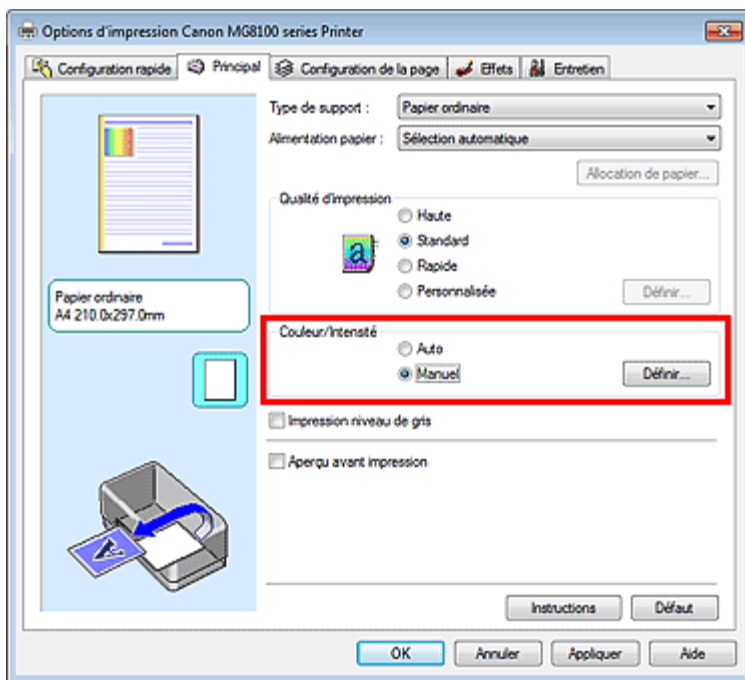 Options d'impression Canon MG8100 series Printer
Configuration rapide Principal Configuration de la page Effets Entretien
Type de support : Papier ordinaire
Alimentation papier : Sélection automatique
Allocation de papier...
Qualité d'impression
Haute
a Standard
Rapide
Personnalisée Définir...
Papier ordinaire
A4 210.0x297.0mm
Couleur/Intensité
Auto
Manuel Définir...
Impression niveau de gris
Aperçu avant impression
A
Instructions Défaut
OK Annuler Appliquer Aide